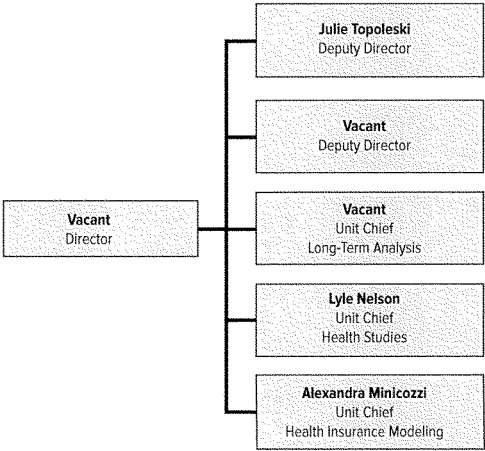 Julie Topoleski
Deputy Director
Vacant
Deputy Director
Vacant
Director
Vacant
Unit Chief
Long-Term Analysis
Lyle Nelson
Unit Chief
Health Studies
Alexandra Minicozzi
Unit Chief
Health Insurance Modeling